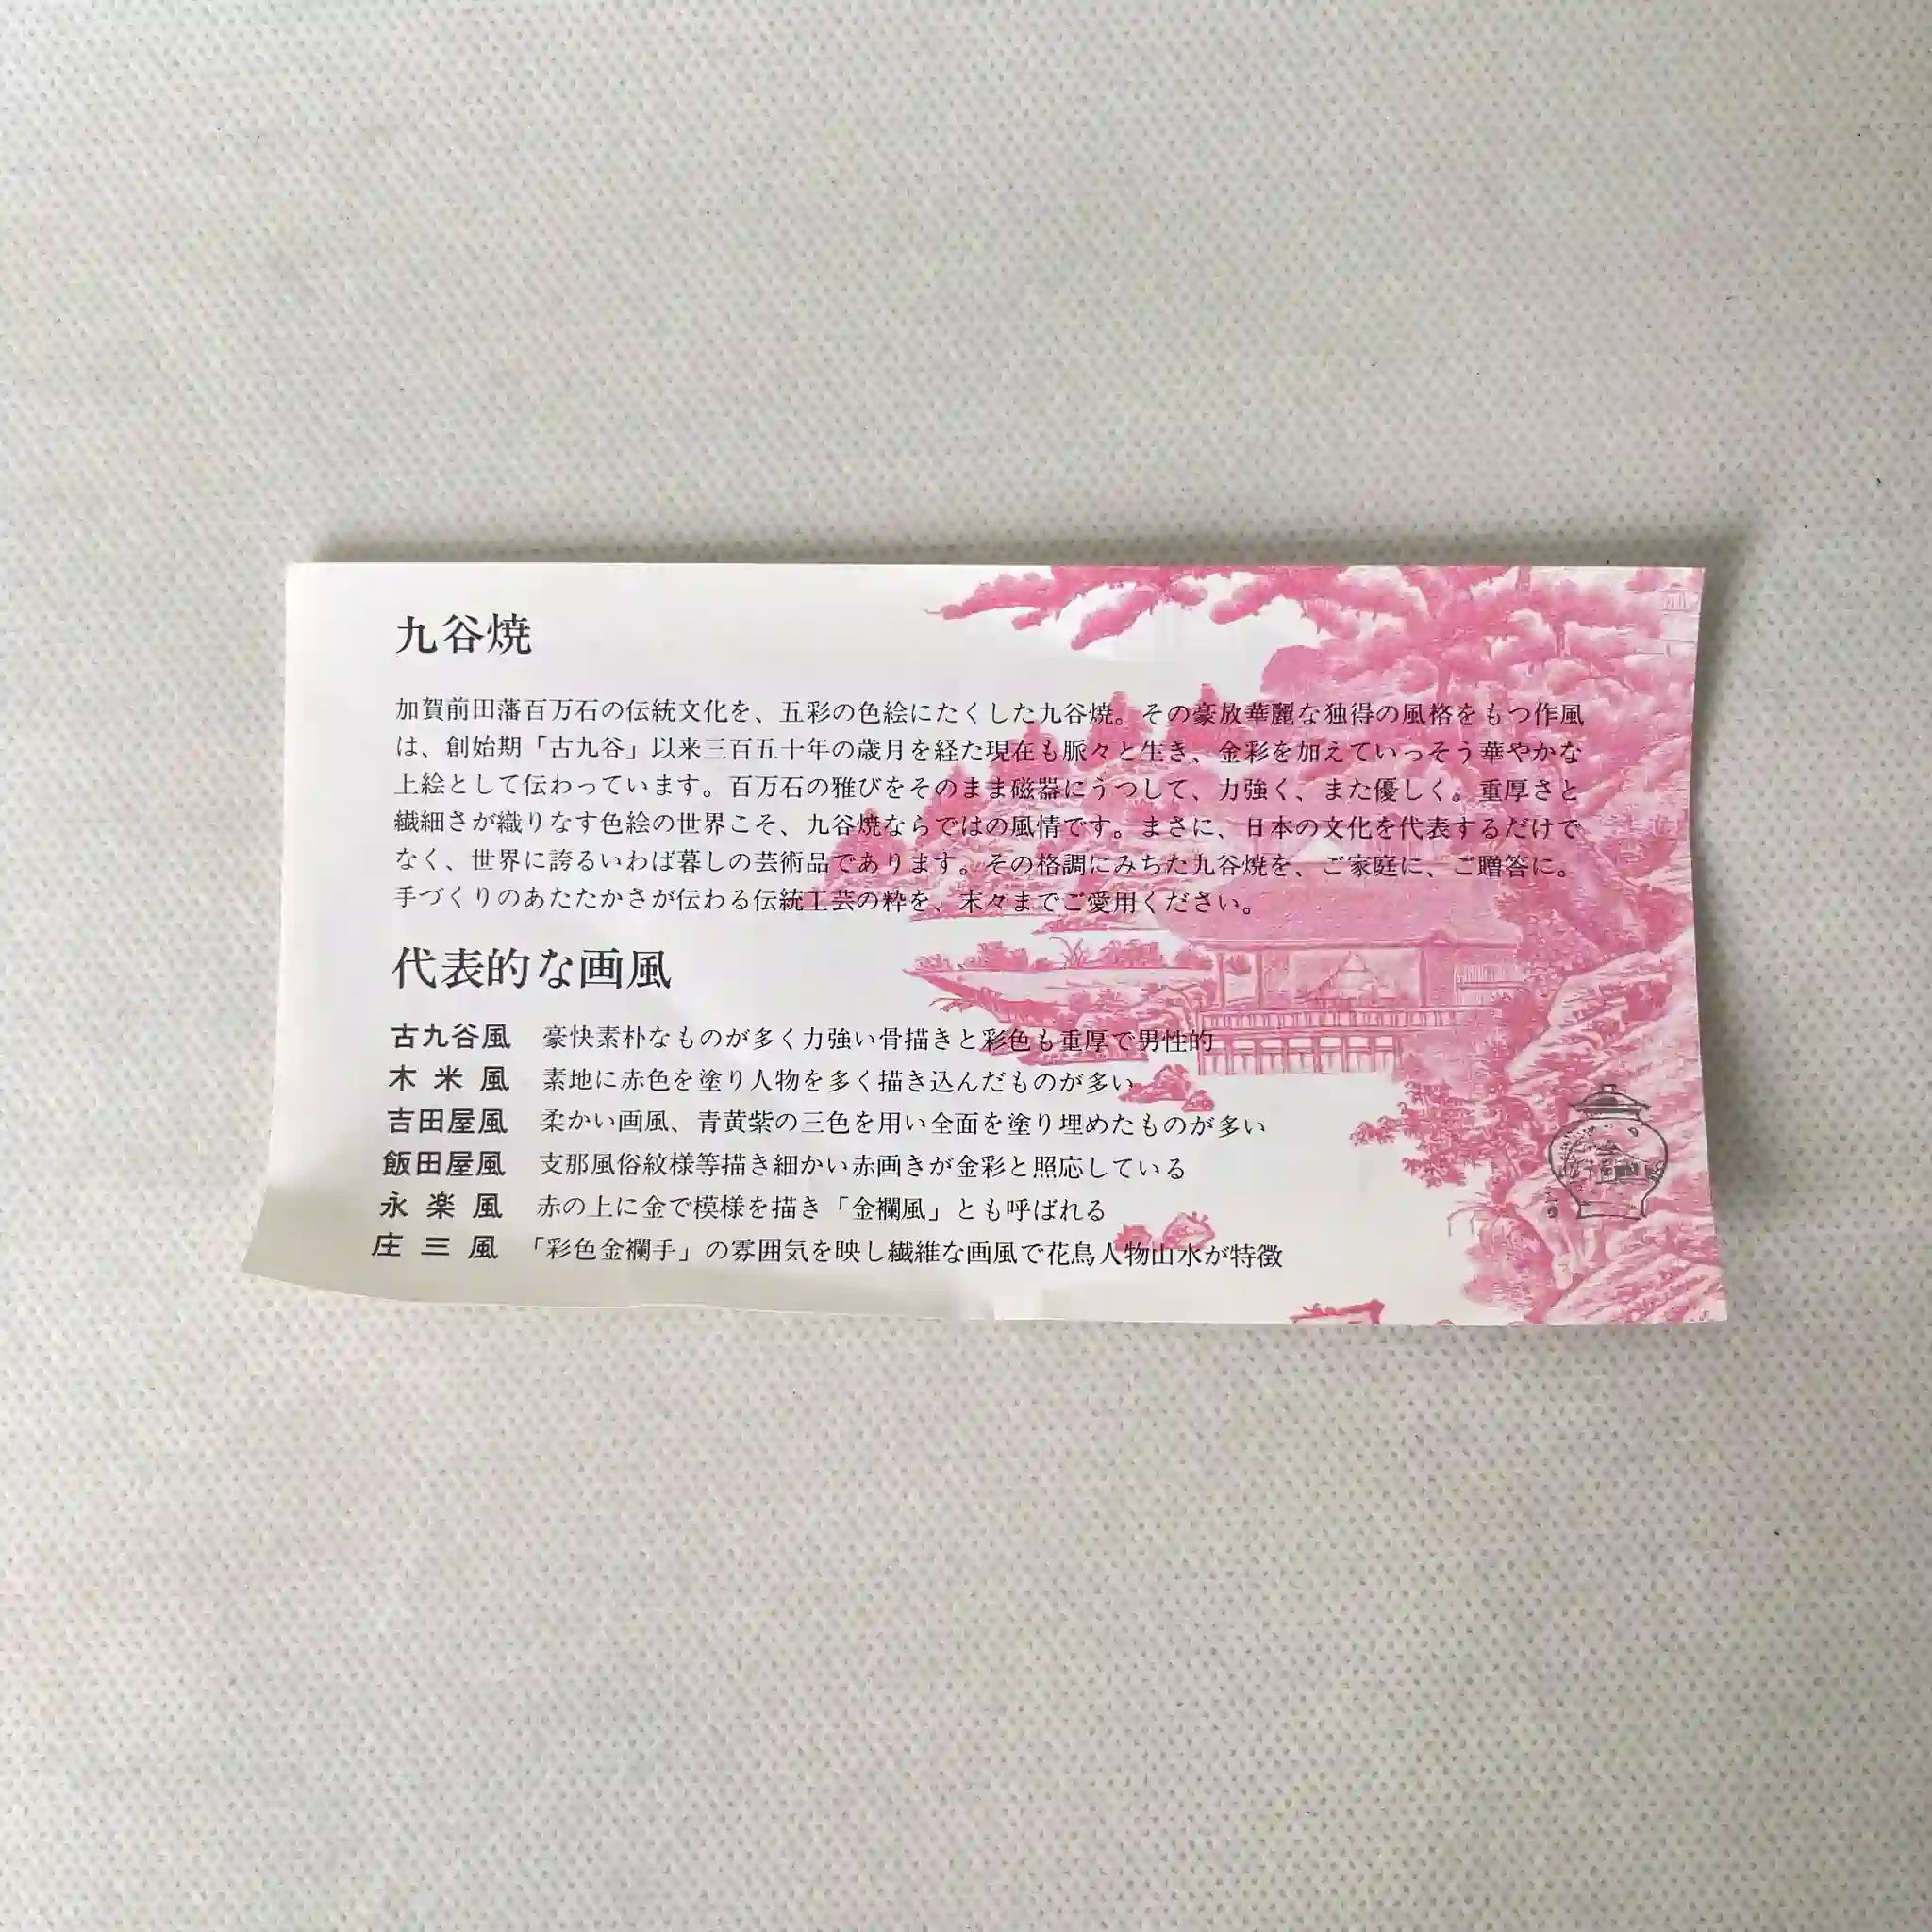 九谷焼
加賀前田藩百万石の伝統文化を、五彩の色絵にたくした九谷焼。その豪放華麗な独得の風格をもつ作風
は、創始期「古九谷」以来三百五十年の歳月を経た現在も脈々と生き、金彩を加えていっそう華やかな
上絵として伝わっています。百万石の雅びをそのまま磁器にうつして、力強く、また優しく。重厚さと
繊細さが織りなす色絵の世界こそ、九谷焼ならではの風情です。まさに、日本の文化を代表するだけで
なく、世界に誇るいわば暮しの芸術品であります。その格調にみちた九谷焼を、ご家庭に、ご贈答に。
手づくりのあたたかさが伝わる伝統工芸の粋を、末々までご愛用ください。
代表的な画風
古九谷風 豪快素朴なものが多く力強い骨描きと彩色も重厚で男性的
木米風 素地に赤色を塗り人物を多く描き込んだものが多い
吉田屋風 柔かい画風、青黄紫の三色を用い全面を塗り埋めたものが多い
飯田屋風 支那風俗紋様等描き細かい赤画きが金彩と照応している
永楽風 赤の上に金で模様を描き「金襴風」とも呼ばれる
庄三風 「彩色金襴手」の雰囲気を映し繊維な画風で花鳥人物山水が特徴